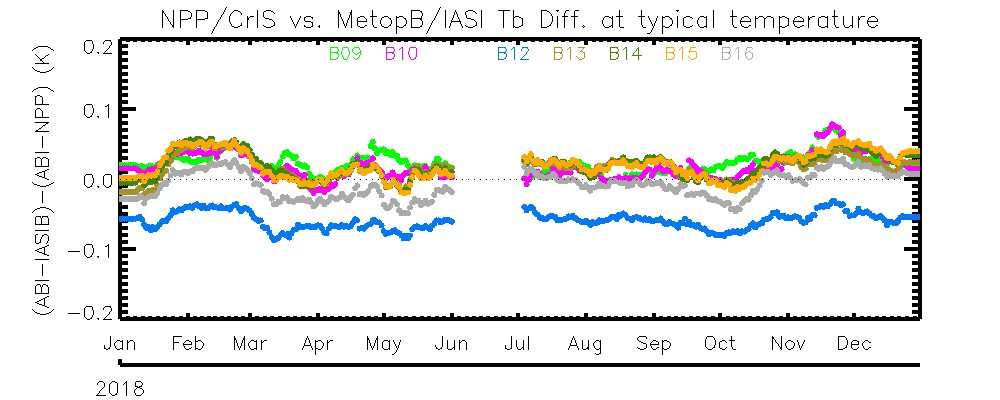 NPP/CrIS vs. MetopB/IASI Tb Diff. at typical temperature
(ABI-IASIB)-(ABI-NPP) (K)
B09 B10 B12 B13 B14 B15 B16
0.2
0.1
0.0
-0.1
-0.2
Jan Feb Mar Apr May Jun Jul Aug Sep Oct Nov Dec
2018